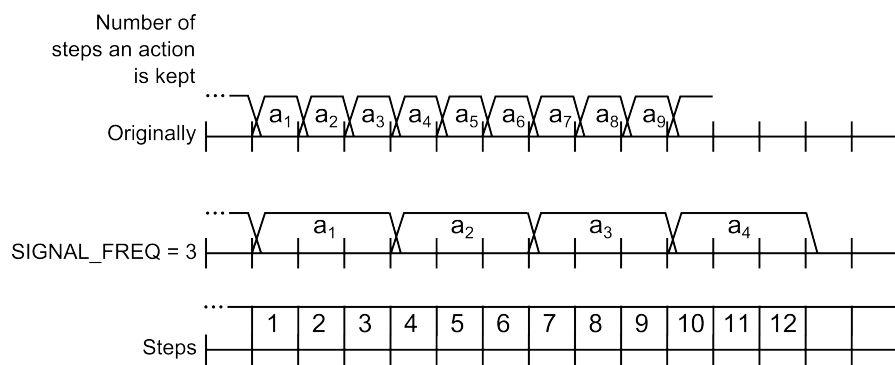 Number of
steps an action
is kept
...
Originally
a₁ a₂ a₃ a₄ a₅ a₆ a₇ a₈ a₉
...
SIGNAL_FREQ = 3
a₁ a₂ a₃ a₄
...
Steps
1 2 3 4 5 6 7 8 9 10 11 12